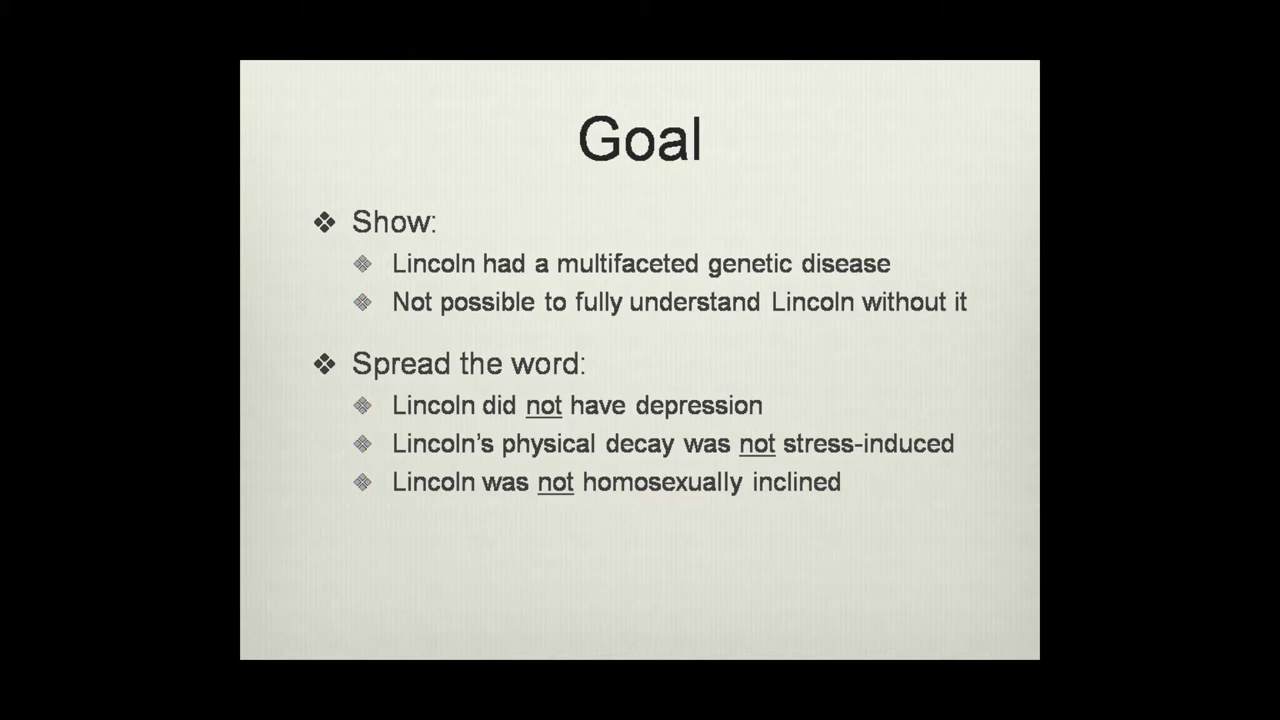 Goal
Show:
Lincoln had a multifaceted genetic disease
Not possible to fully understand Lincoln without it
Spread the word:
Lincoln did not have depression
Lincoln’s physical decay was not stress-induced
Lincoln was not homosexually inclined